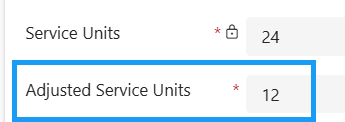 Service Units * 24
Adjusted Service Units * 12